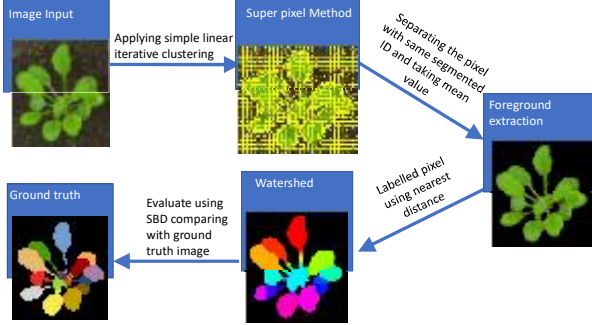 Image Input
Applying simple linear
iterative clustering
Super pixel Method
Separating the pixel
with same segmented
ID and taking mean
value
Foreground
extraction
Labelled pixel
using nearest
distance
Watershed
Evaluate using
SBD comparing
with ground
truth image
Ground truth